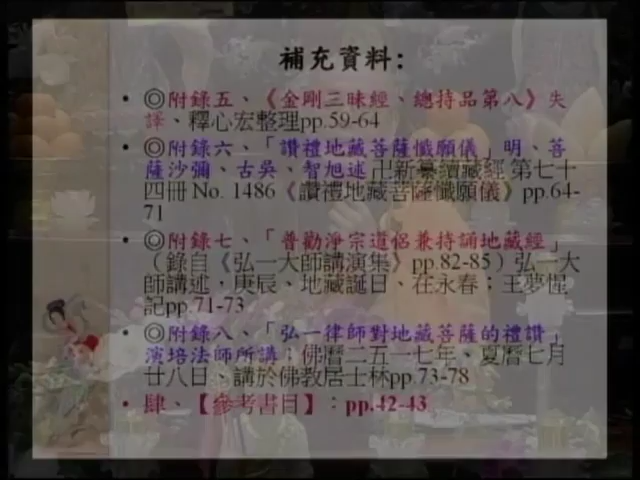 補充資料:
• ◎附錄五、《金剛三昧經、總持品第八》失
譯、釋心宏整理pp.59-64
• ◎附錄六、「讚禮地藏菩薩懺願儀」明、菩
薩沙彌、古吳、智旭述 卍新纂續藏經 第七十
四冊 No. 1486《讚禮地藏菩薩懺願儀》pp.64-
71
• ◎附錄七、「普勸淨宗道侶兼持誦地藏經」
(錄自《弘一大師講演集》pp.82-85)弘一大
師講述,庚辰、地藏誕日、在永春;王夢惺
記pp.71-73
• ◎附錄八、「弘一律師對地藏菩薩的禮讚」
演培法師所講;佛曆二五一七年、夏曆七月
廿八日、講於佛教居士林pp.73-78
• 肆、【參考書目】:pp.42-43